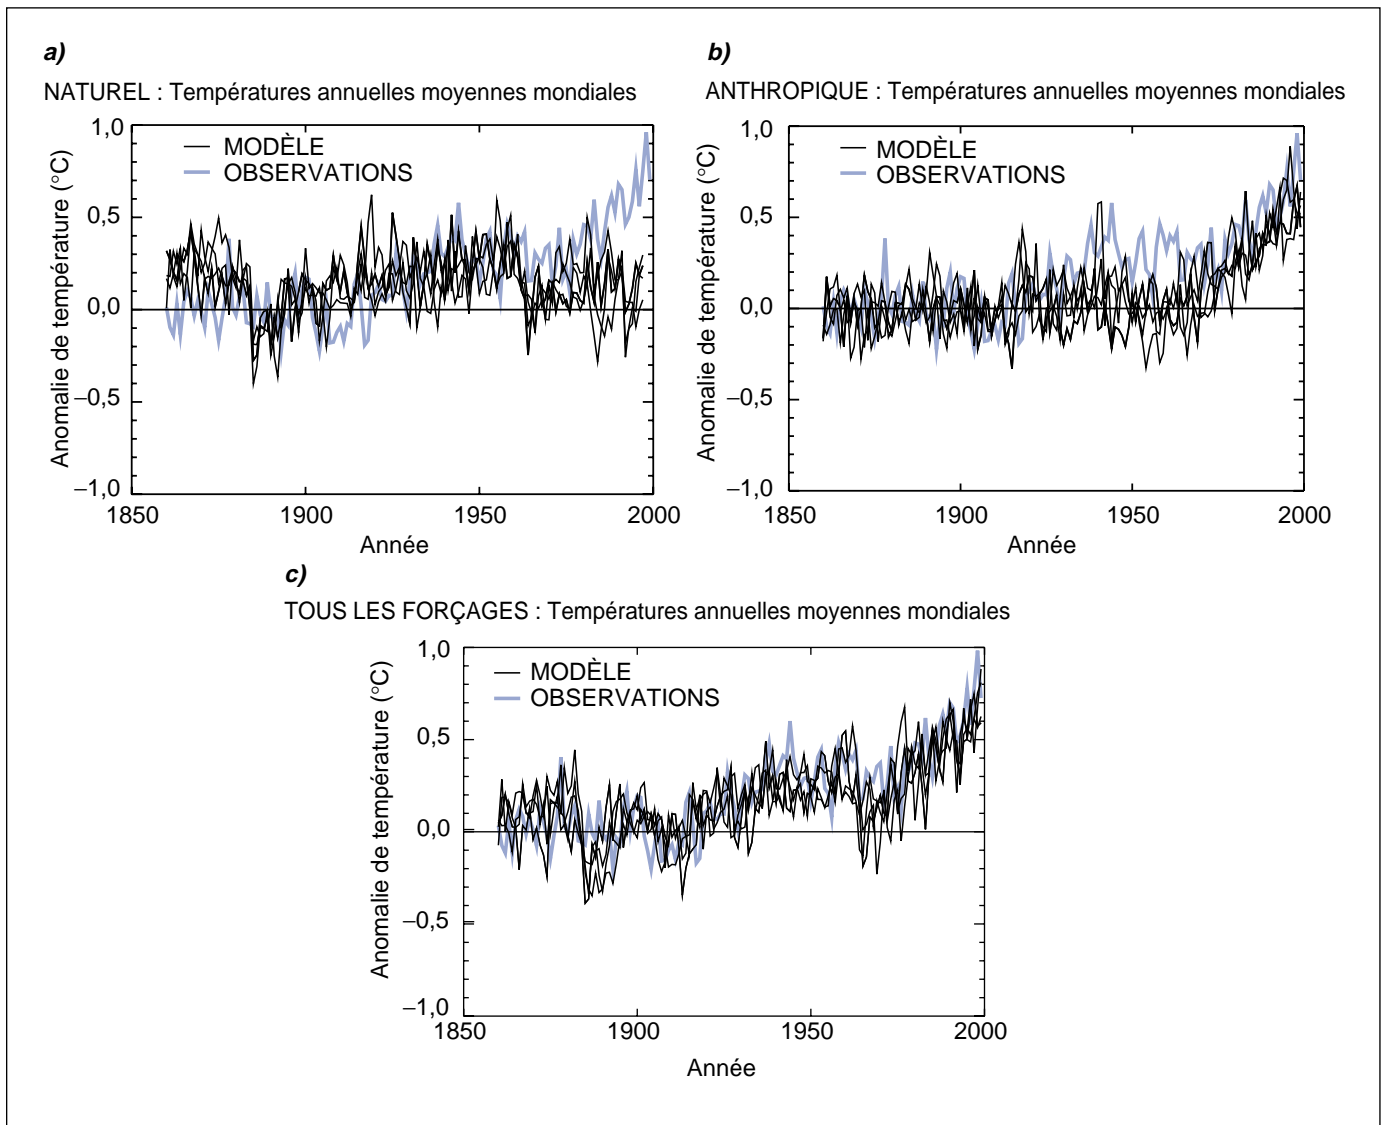 a)
NATUREL : Températures annuelles moyennes mondiales
1,0
0,5
0,0
–0,5
–1,0
Anomalie de température (°C)
MODÈLE
OBSERVATIONS
1850 1900 1950 2000
Année
b)
ANTHROPIQUE : Températures annuelles moyennes mondiales
1,0
0,5
0,0
–0,5
–1,0
Anomalie de température (°C)
MODÈLE
OBSERVATIONS
1850 1900 1950 2000
Année
c)
TOUS LES FORÇAGES : Températures annuelles moyennes mondiales
1,0
0,5
0,0
–0,5
–1,0
Anomalie de température (°C)
MODÈLE
OBSERVATIONS
1850 1900 1950 2000
Année